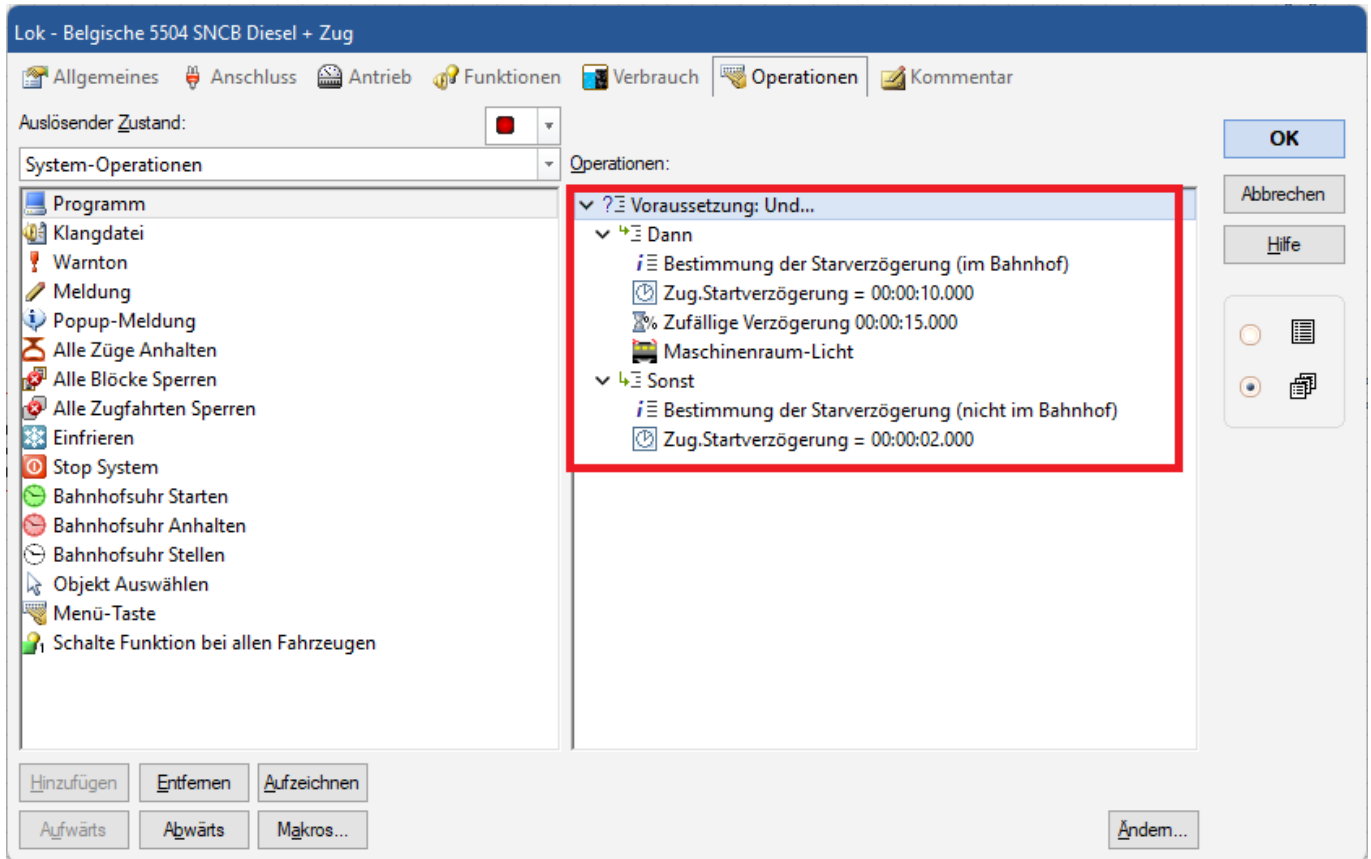 Lok - Belgische 5504 SNCB Diesel + Zug
Allgemeines Anschluss Antrieb Funktionen Verbrauch Operationen Kommentar
Auslösender Zustand:
System-Operationen
Operationen:
Programm
Klangdatei
Warnton
Meldung
Popup-Meldung
Alle Züge Anhalten
Alle Blöcke Sperren
Alle Zugfahrten Sperren
Einfrieren
Stop System
Bahnhofsuhr Starten
Bahnhofsuhr Anhalten
Bahnhofsuhr Stellen
Objekt Auswählen
Menü-Taste
Schalte Funktion bei allen Fahrzeugen
Voraussetzung: Und...
Dann
Bestimmung der Starverzögerung (im Bahnhof)
Zug.Startverzögerung = 00:00:10.000
Zufällige Verzögerung 00:00:15.000
Maschinenraum-Licht
Sonst
Bestimmung der Starverzögerung (nicht im Bahnhof)
Zug.Startverzögerung = 00:00:02.000
OK
Abbrechen
Hilfe
Hinzufügen Entfernen Aufzeichnen
Aufwärts Abwärts Makros... Ändern...